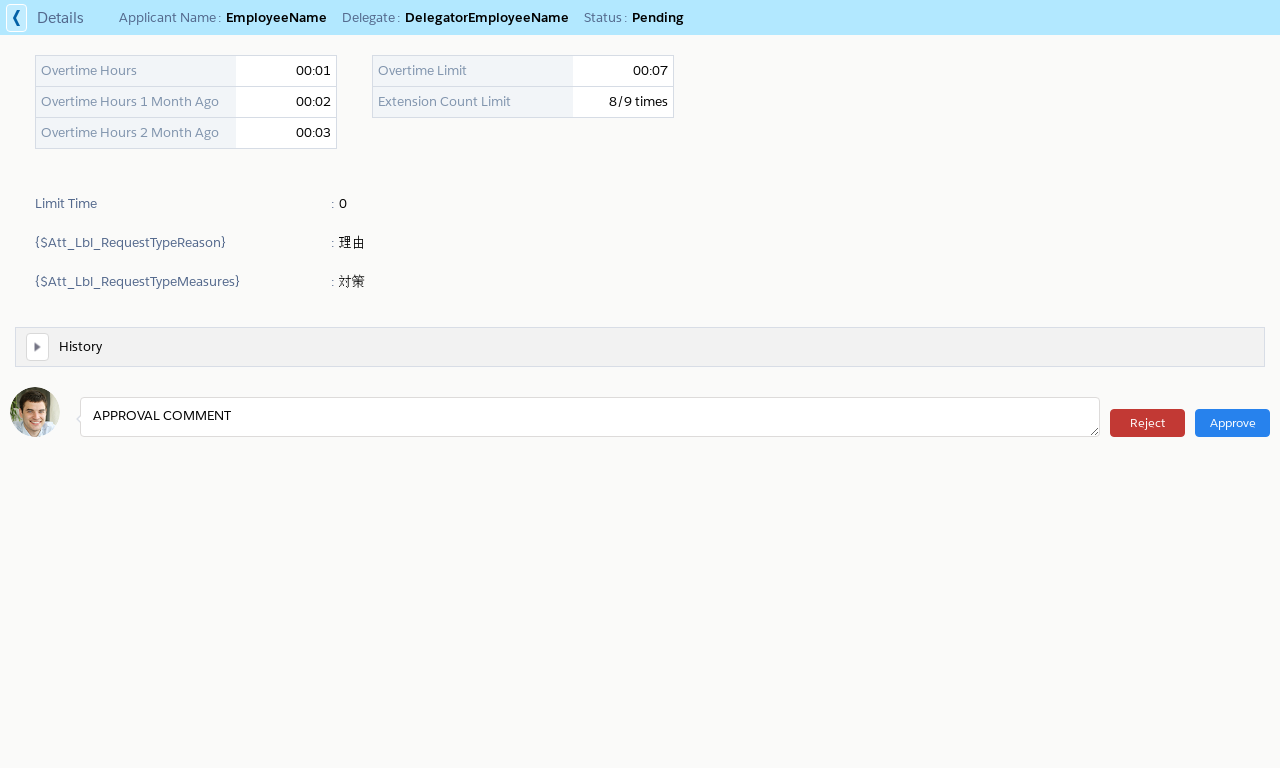 Details Applicant Name : EmployeeName Delegate : DelegatorEmployeeName Status : Pending
Overtime Hours 00:01
Overtime Hours 1 Month Ago 00:02
Overtime Hours 2 Month Ago 00:03
Overtime Limit 00:07
Extension Count Limit 8/9 times
Limit Time : 0
{$Att_Lbl_RequestTypeReason} : 理由
{$Att_Lbl_RequestTypeMeasures} : 対策
History
APPROVAL COMMENT
Reject
Approve